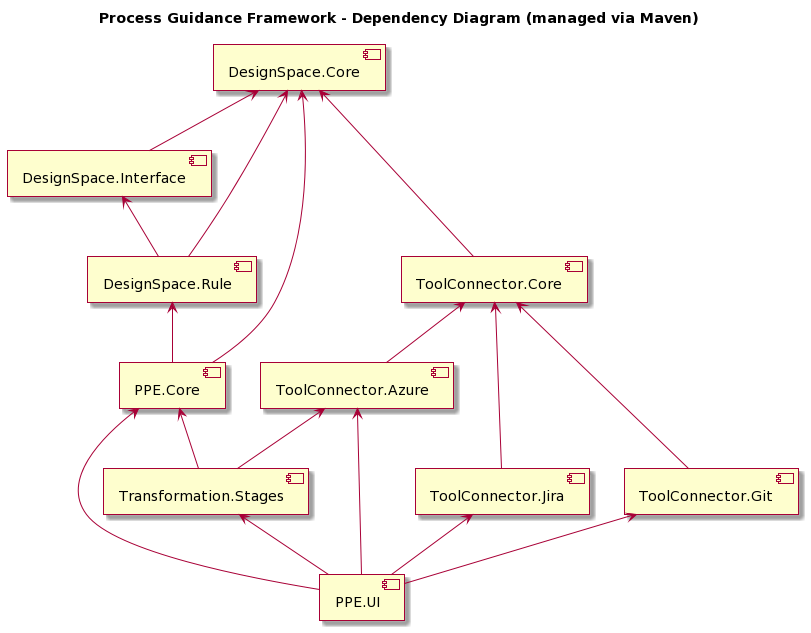 Process Guidance Framework - Dependency Diagram (managed via Maven)
DesignSpace.Core
DesignSpace.Interface
DesignSpace.Rule
ToolConnector.Core
PPE.Core
ToolConnector.Azure
Transformation.Stages
ToolConnector.Jira
ToolConnector.Git
PPE.UI